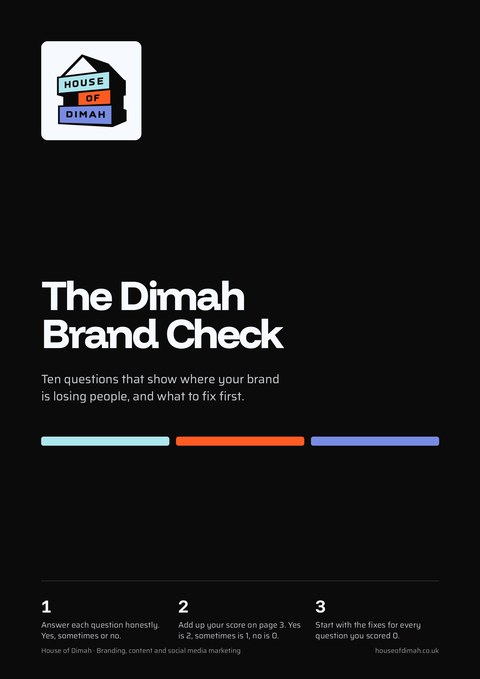 HOUSE
OF
DIMAH
The Dimah
Brand Check
Ten questions that show where your brand
is losing people, and what to fix first.
1
Answer each question honestly.
Yes, sometimes or no.
2
Add up your score on page 3. Yes
is 2, sometimes is 1, no is 0.
3
Start with the fixes for every
question you scored 0.
House of Dimah · Branding, content and social media marketing
houseofdimah.co.uk